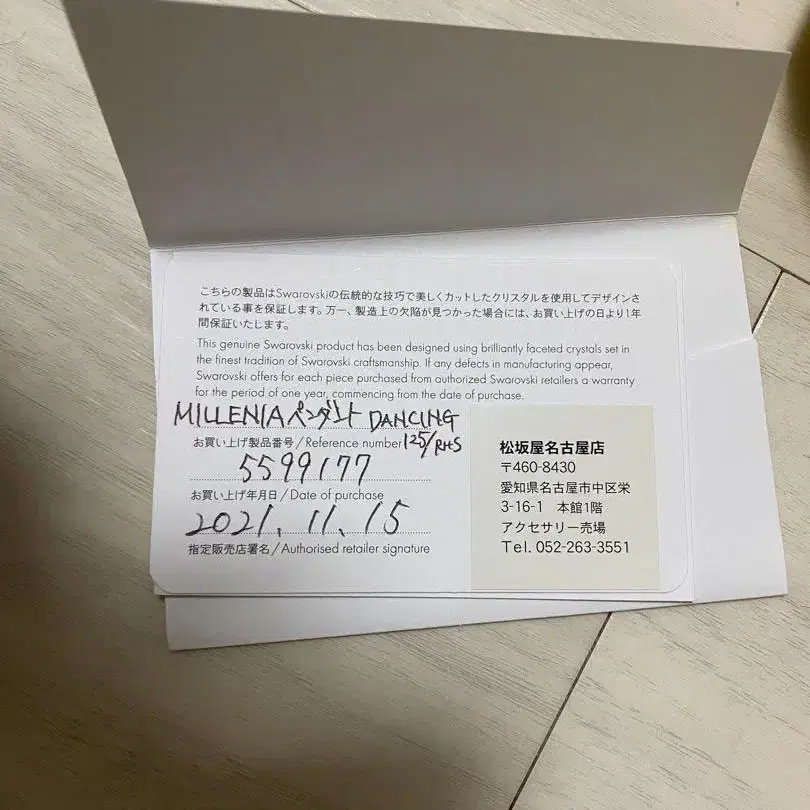 こちらの製品はSwarovskiの伝統的な技巧で美しくカットしたクリスタルを使用してデザインさ
れている事を保証します。万一、製造上の欠陥が見つかった場合には、お買い上げの日より1年
間保証いたします。
This genuine Swarovski product has been designed using brilliantly faceted crystals set in
the finest tradition of Swarovski craftsmanship. If any defects in manufacturing appear,
Swarovski offers for each piece purchased from authorized Swarovski retailers a warranty
for the period of one year, commencing from the date of purchase.
MILLENIA ペンダント DANCING
125/RHS
お買い上げ製品番号/Reference number
5599177
お買い上げ年月日/Date of purchase
2021.11.15
指定販売店署名/Authorised retailer signature
松坂屋名古屋店
〒460-8430
愛知県名古屋市中区栄
3-16-1 本館1階
アクセサリー売場
Tel. 052-263-3551